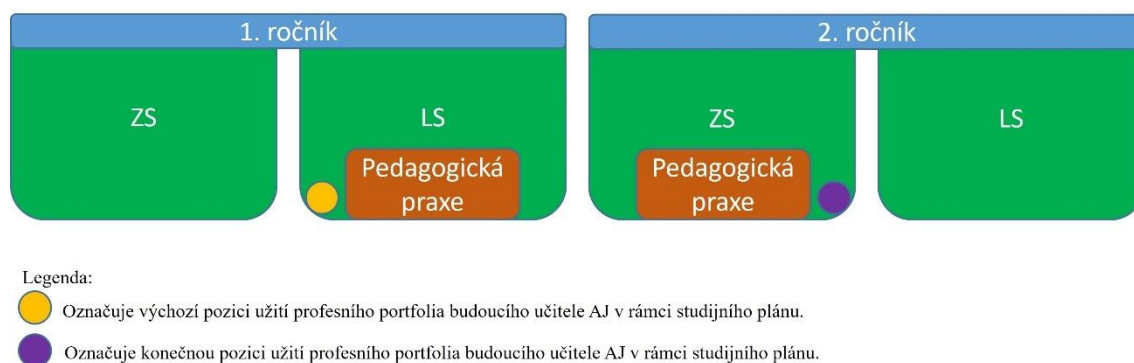 1. ročník
2. ročník
ZS
LS
ZS
LS
Pedagogická
praxe
Pedagogická
praxe
Legenda:
Označuje výchozí pozici užití profesního portfolia budoucího učitele AJ v rámci studijního plánu.
Označuje konečnou pozici užití profesního portfolia budoucího učitele AJ v rámci studijního plánu.